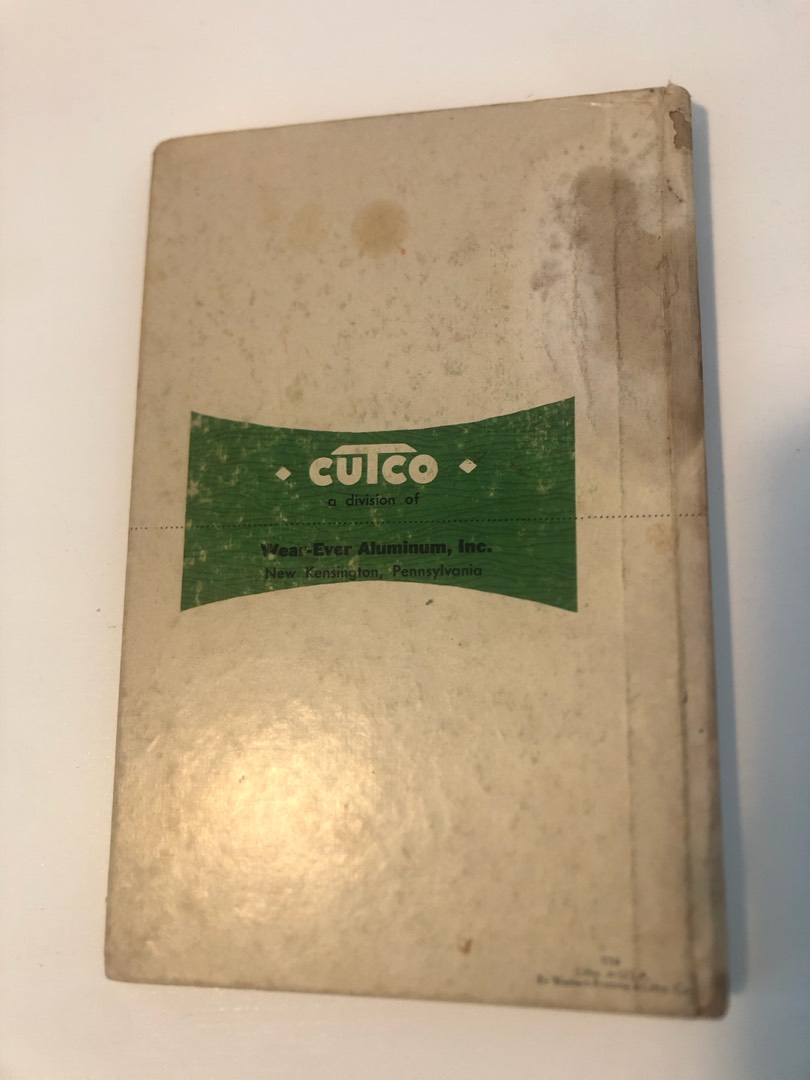 CUTCO
a division of
Wear-Ever Aluminum, Inc.
New Kensington, Pennsylvania